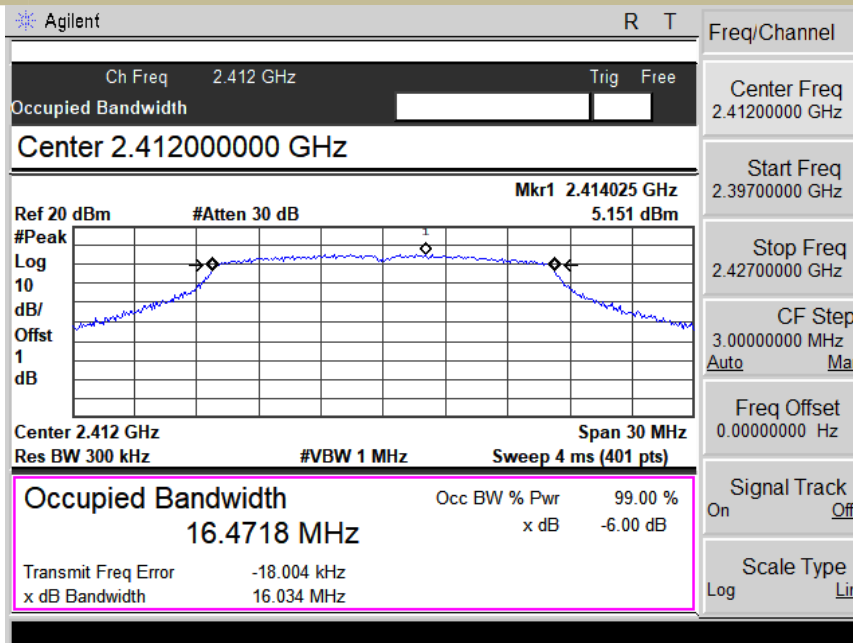 Agilent
R T
Ch Freq 2.412 GHz Trig Free
Occupied Bandwidth
Center 2.412000000 GHz
Mkr1 2.414025 GHz
Ref 20 dBm #Atten 30 dB 5.151 dBm
#Peak
Log
10
dB/
Offst
1
dB
1
Center 2.412 GHz Span 30 MHz
Res BW 300 kHz #VBW 1 MHz Sweep 4 ms (401 pts)
Occupied Bandwidth
16.4718 MHz
Occ BW % Pwr 99.00 %
x dB -6.00 dB
Transmit Freq Error -18.004 kHz
x dB Bandwidth 16.034 MHz
Freq/Channel
Center Freq
2.41200000 GHz
Start Freq
2.39700000 GHz
Stop Freq
2.42700000 GHz
CF Step
3.00000000 MHz
Auto Ma
Freq Offset
0.00000000 Hz
Signal Track
On Off
Scale Type
Log Lin